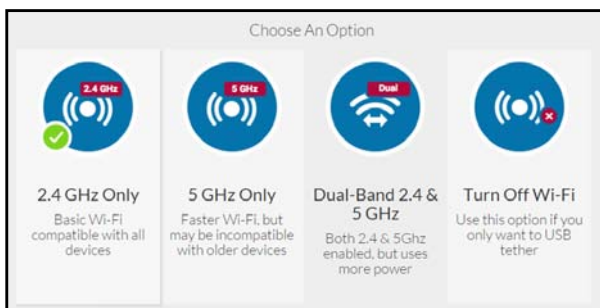 Choose An Option
2.4 GHz
5 GHz
Dual
2.4 GHz Only
Basic Wi-Fi
compatible with all
devices
5 GHz Only
Faster Wi-Fi, but
may be incompatible
with older devices
Dual-Band 2.4 &
5 GHz
Both 2.4 & 5Ghz
enabled, but uses
more power
Turn Off Wi-Fi
Use this option if you
only want to USB
tether